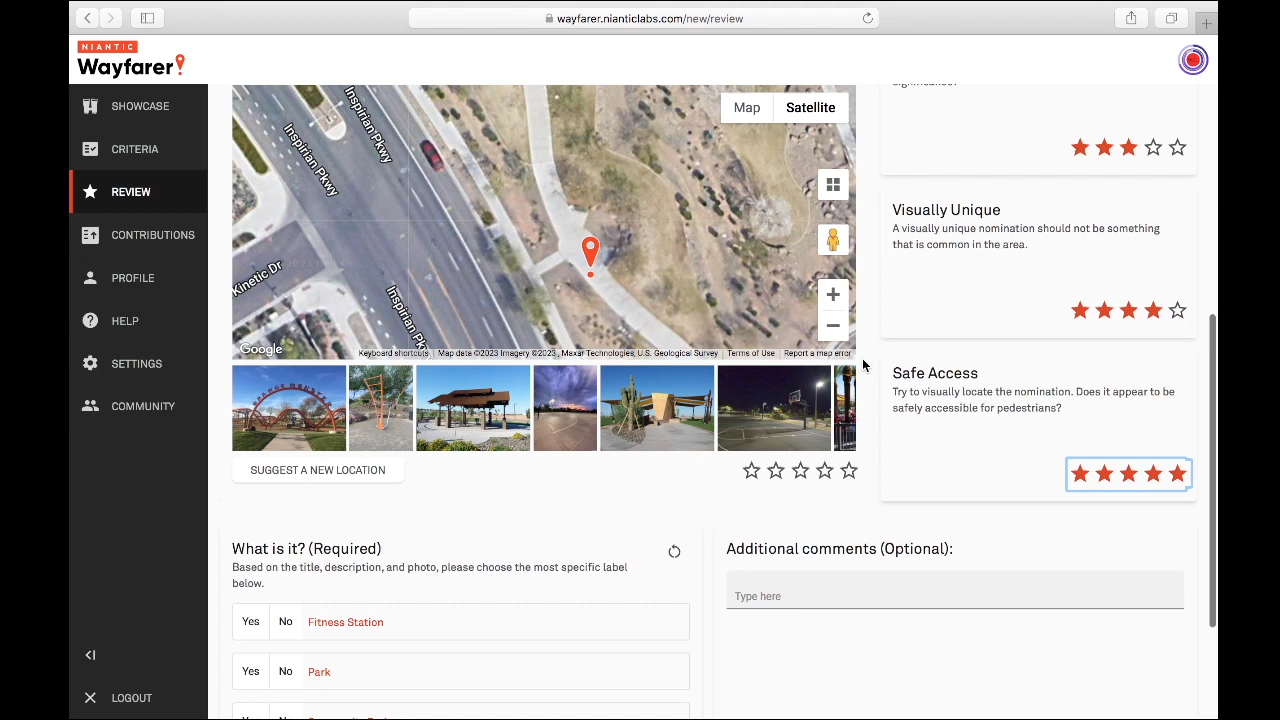 wayfarer.nianticlabs.com/new/review
NIANTIC
Wayfarer
SHOWCASE
CRITERIA
REVIEW
CONTRIBUTIONS
PROFILE
HELP
SETTINGS
COMMUNITY
LOGOUT
Inspirian Pkwy
Inspirian Pkwy
Kinetic Dr
Inspirian Pk
Map
Satellite
Google
Keyboard shortcuts
Map data ©2023 Imagery ©2023 , Maxar Technologies, U.S. Geological Survey
Terms of Use
Report a map error
SUGGEST A NEW LOCATION
significance?
Visually Unique
A visually unique nomination should not be something
that is common in the area.
Safe Access
Try to visually locate the nomination. Does it appear to be
safely accessible for pedestrians?
What is it? (Required)
Based on the title, description, and photo, please choose the most specific label
below.
Yes No Fitness Station
Yes No Park
Additional comments (Optional):
Type here